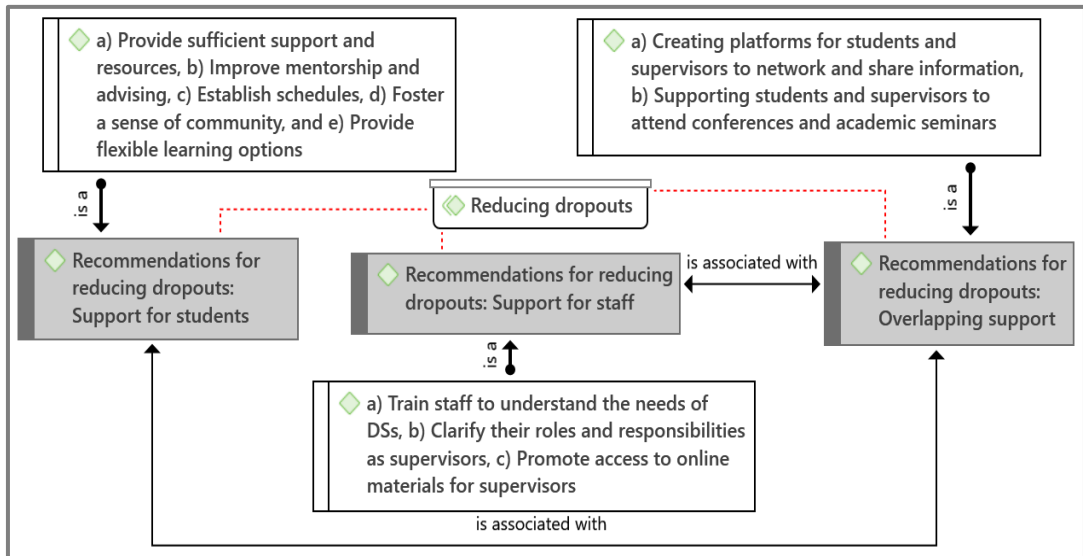 a) Provide sufficient support and
resources, b) Improve mentorship and
advising, c) Establish schedules, d) Foster
a sense of community, and e) Provide
flexible learning options
a) Creating platforms for students and
supervisors to network and share information,
b) Supporting students and supervisors to
attend conferences and academic seminars
is a
is a
Reducing dropouts
Recommendations for
reducing dropouts:
Support for students
Recommendations for reducing
dropouts: Support for staff
is associated with
Recommendations for
reducing dropouts:
Overlapping support
is a
a) Train staff to understand the needs of
DSs, b) Clarify their roles and responsibilities
as supervisors, c) Promote access to online
materials for supervisors
is associated with